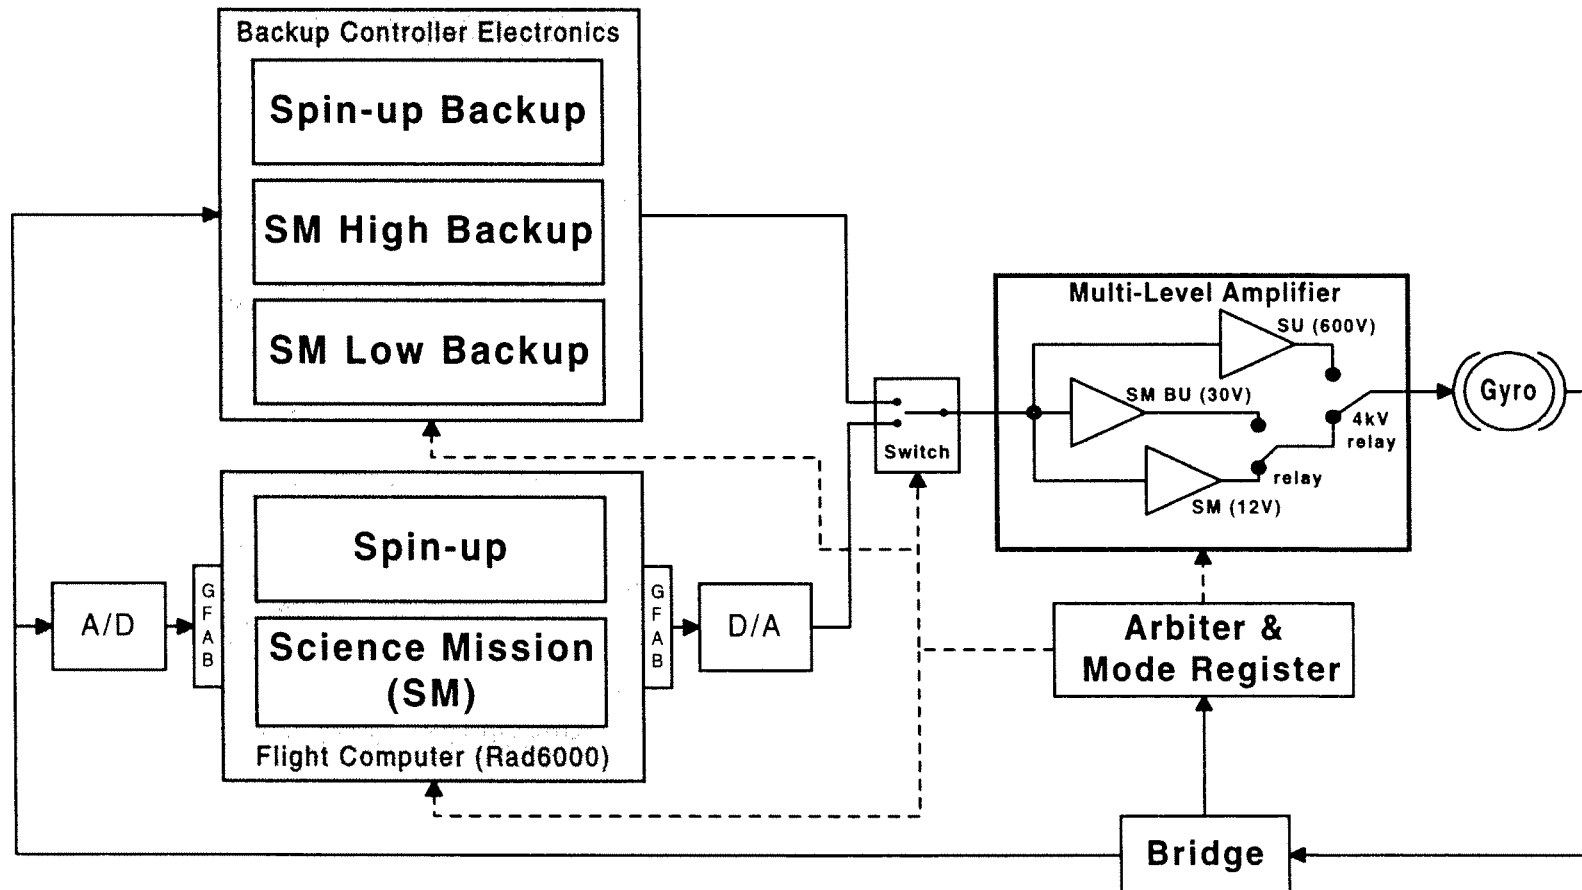 Backup Controller Electronics
Spin-up Backup
SM High Backup
SM Low Backup
Multi-Level Amplifier
SU (600V)
SM BU (30V)
SM (12V)
4kV
relay
relay
Gyro
Switch
Spin-up
Science Mission
(SM)
Flight Computer (Rad6000)
A/D
GFAB
GFAB
D/A
Arbiter &
Mode Register
Bridge